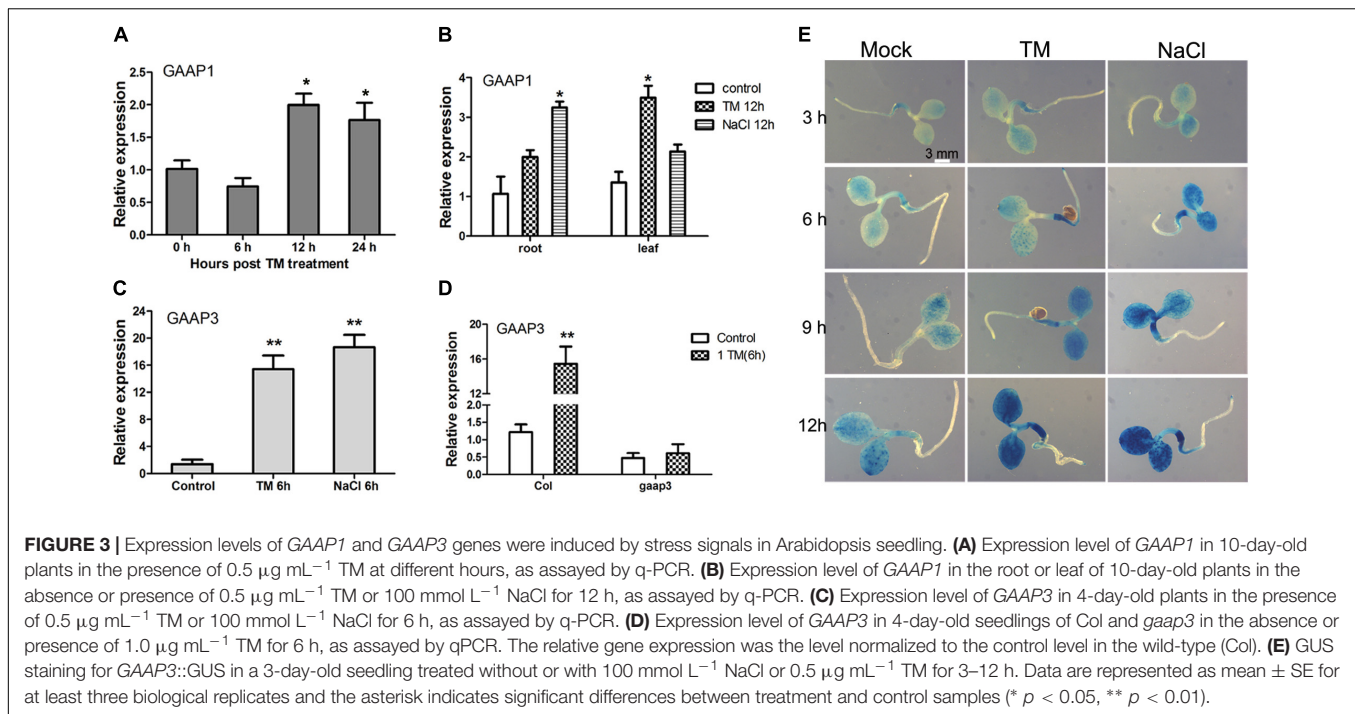 A
GAAP1
Relative expression
2.5
2.0
1.5
1.0
0.5
0.0
*
*
0 h 6 h 12 h 24 h
Hours post TM treatment
B
GAAP1
Relative expression
4
3
2
1
0
*
*
root leaf
control
TM 12h
NaCl 12h
C
GAAP3
Relative expression
24
20
16
12
8
4
0
**
**
Control TM 6h NaCl 6h
D
GAAP3
Relative expression
20
16
12
2.0
1.5
1.0
0.5
0.0
**
Col gaap3
Control
1 TM(6h)
E
Mock TM NaCl
3 h
3 mm
6 h
9 h
12h
FIGURE 3 | Expression levels of GAAP1 and GAAP3 genes were induced by stress signals in Arabidopsis seedling. (A) Expression level of GAAP1 in 10-day-old
plants in the presence of 0.5 μg mL−1 TM at different hours, as assayed by q-PCR. (B) Expression level of GAAP1 in the root or leaf of 10-day-old plants in the
absence or presence of 0.5 μg mL−1 TM or 100 mmol L−1 NaCl for 12 h, as assayed by q-PCR. (C) Expression level of GAAP3 in 4-day-old plants in the presence
of 0.5 μg mL−1 TM or 100 mmol L−1 NaCl for 6 h, as assayed by q-PCR. (D) Expression level of GAAP3 in 4-day-old seedlings of Col and gaap3 in the absence or
presence of 1.0 μg mL−1 TM for 6 h, as assayed by qPCR. The relative gene expression was the level normalized to the control level in the wild-type (Col). (E) GUS
staining for GAAP3::GUS in a 3-day-old seedling treated without or with 100 mmol L−1 NaCl or 0.5 μg mL−1 TM for 3–12 h. Data are represented as mean ± SE for
at least three biological replicates and the asterisk indicates significant differences between treatment and control samples (* p < 0.05, ** p < 0.01).